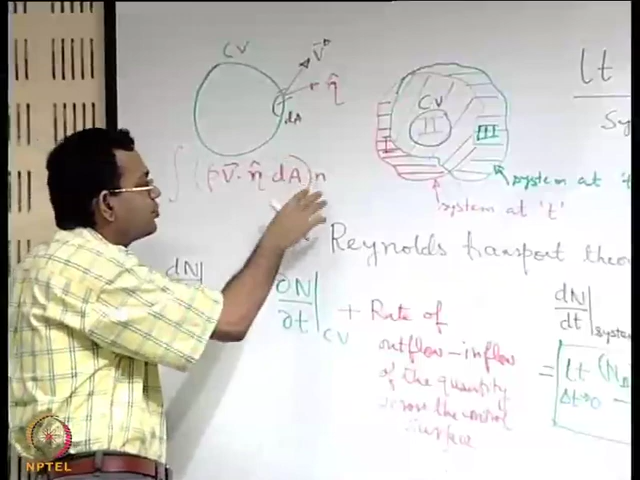 CV
V⃗
η̂
dA
CV
II
I
III
∫(ρV⃗·η̂ dA)n
system at 't
system at 't'
lt
Sy
Reynolds transport theo
dN|
∂N/∂t|CV + Rate of
outflow-inflow
of the quantity
across the control
surface
dN/dt|system
= lt (N
Δt→0
NPTEL